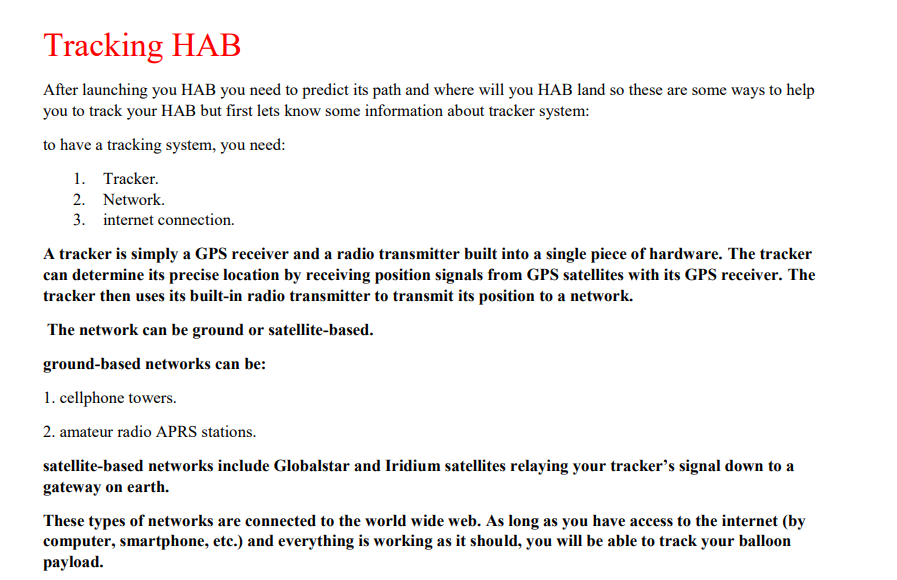 Tracking HAB
After launching you HAB you need to predict its path and where will you HAB land so these are some ways to help
you to track your HAB but first lets know some information about tracker system:
to have a tracking system, you need:
1. Tracker.
2. Network.
3. internet connection.
A tracker is simply a GPS receiver and a radio transmitter built into a single piece of hardware. The tracker
can determine its precise location by receiving position signals from GPS satellites with its GPS receiver. The
tracker then uses its built-in radio transmitter to transmit its position to a network.
The network can be ground or satellite-based.
ground-based networks can be:
1. cellphone towers.
2. amateur radio APRS stations.
satellite-based networks include Globalstar and Iridium satellites relaying your tracker’s signal down to a
gateway on earth.
These types of networks are connected to the world wide web. As long as you have access to the internet (by
computer, smartphone, etc.) and everything is working as it should, you will be able to track your balloon
payload.